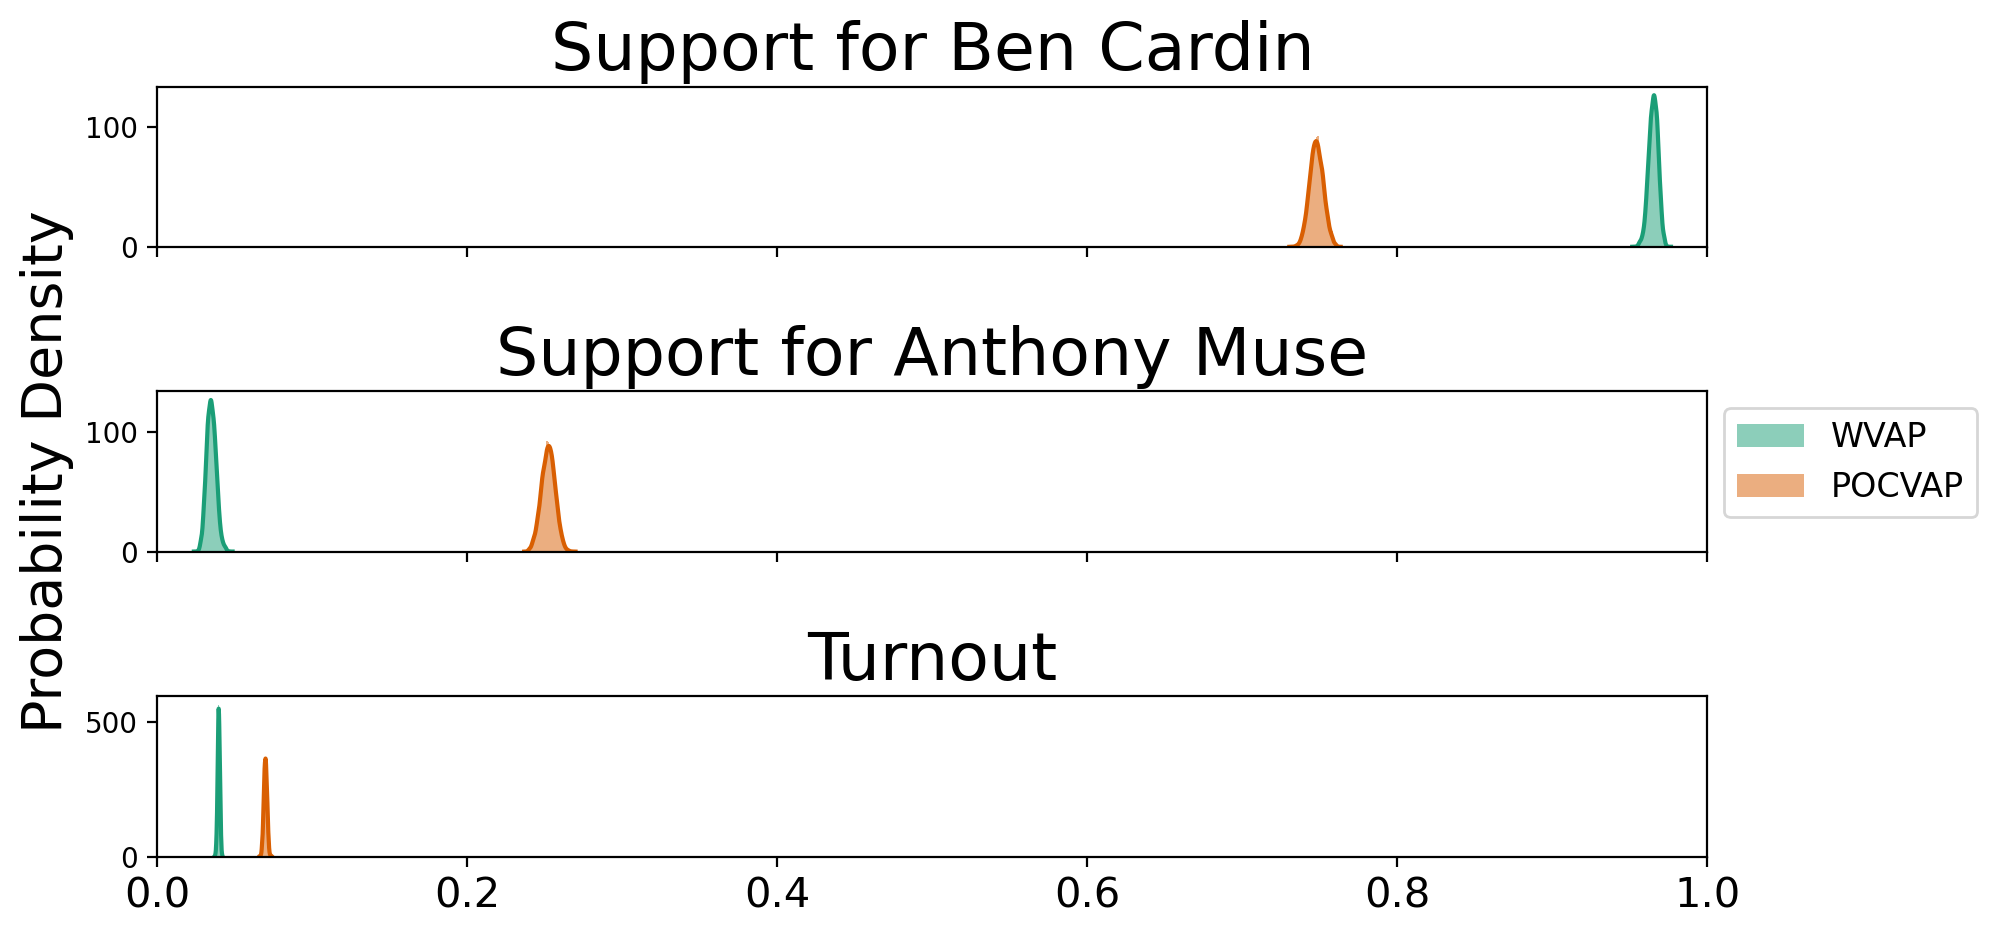 Support for Ben Cardin
100
0
Support for Anthony Muse
100
0
WVAP
POCVAP
Probability Density
Turnout
500
0
0.0 0.2 0.4 0.6 0.8 1.0